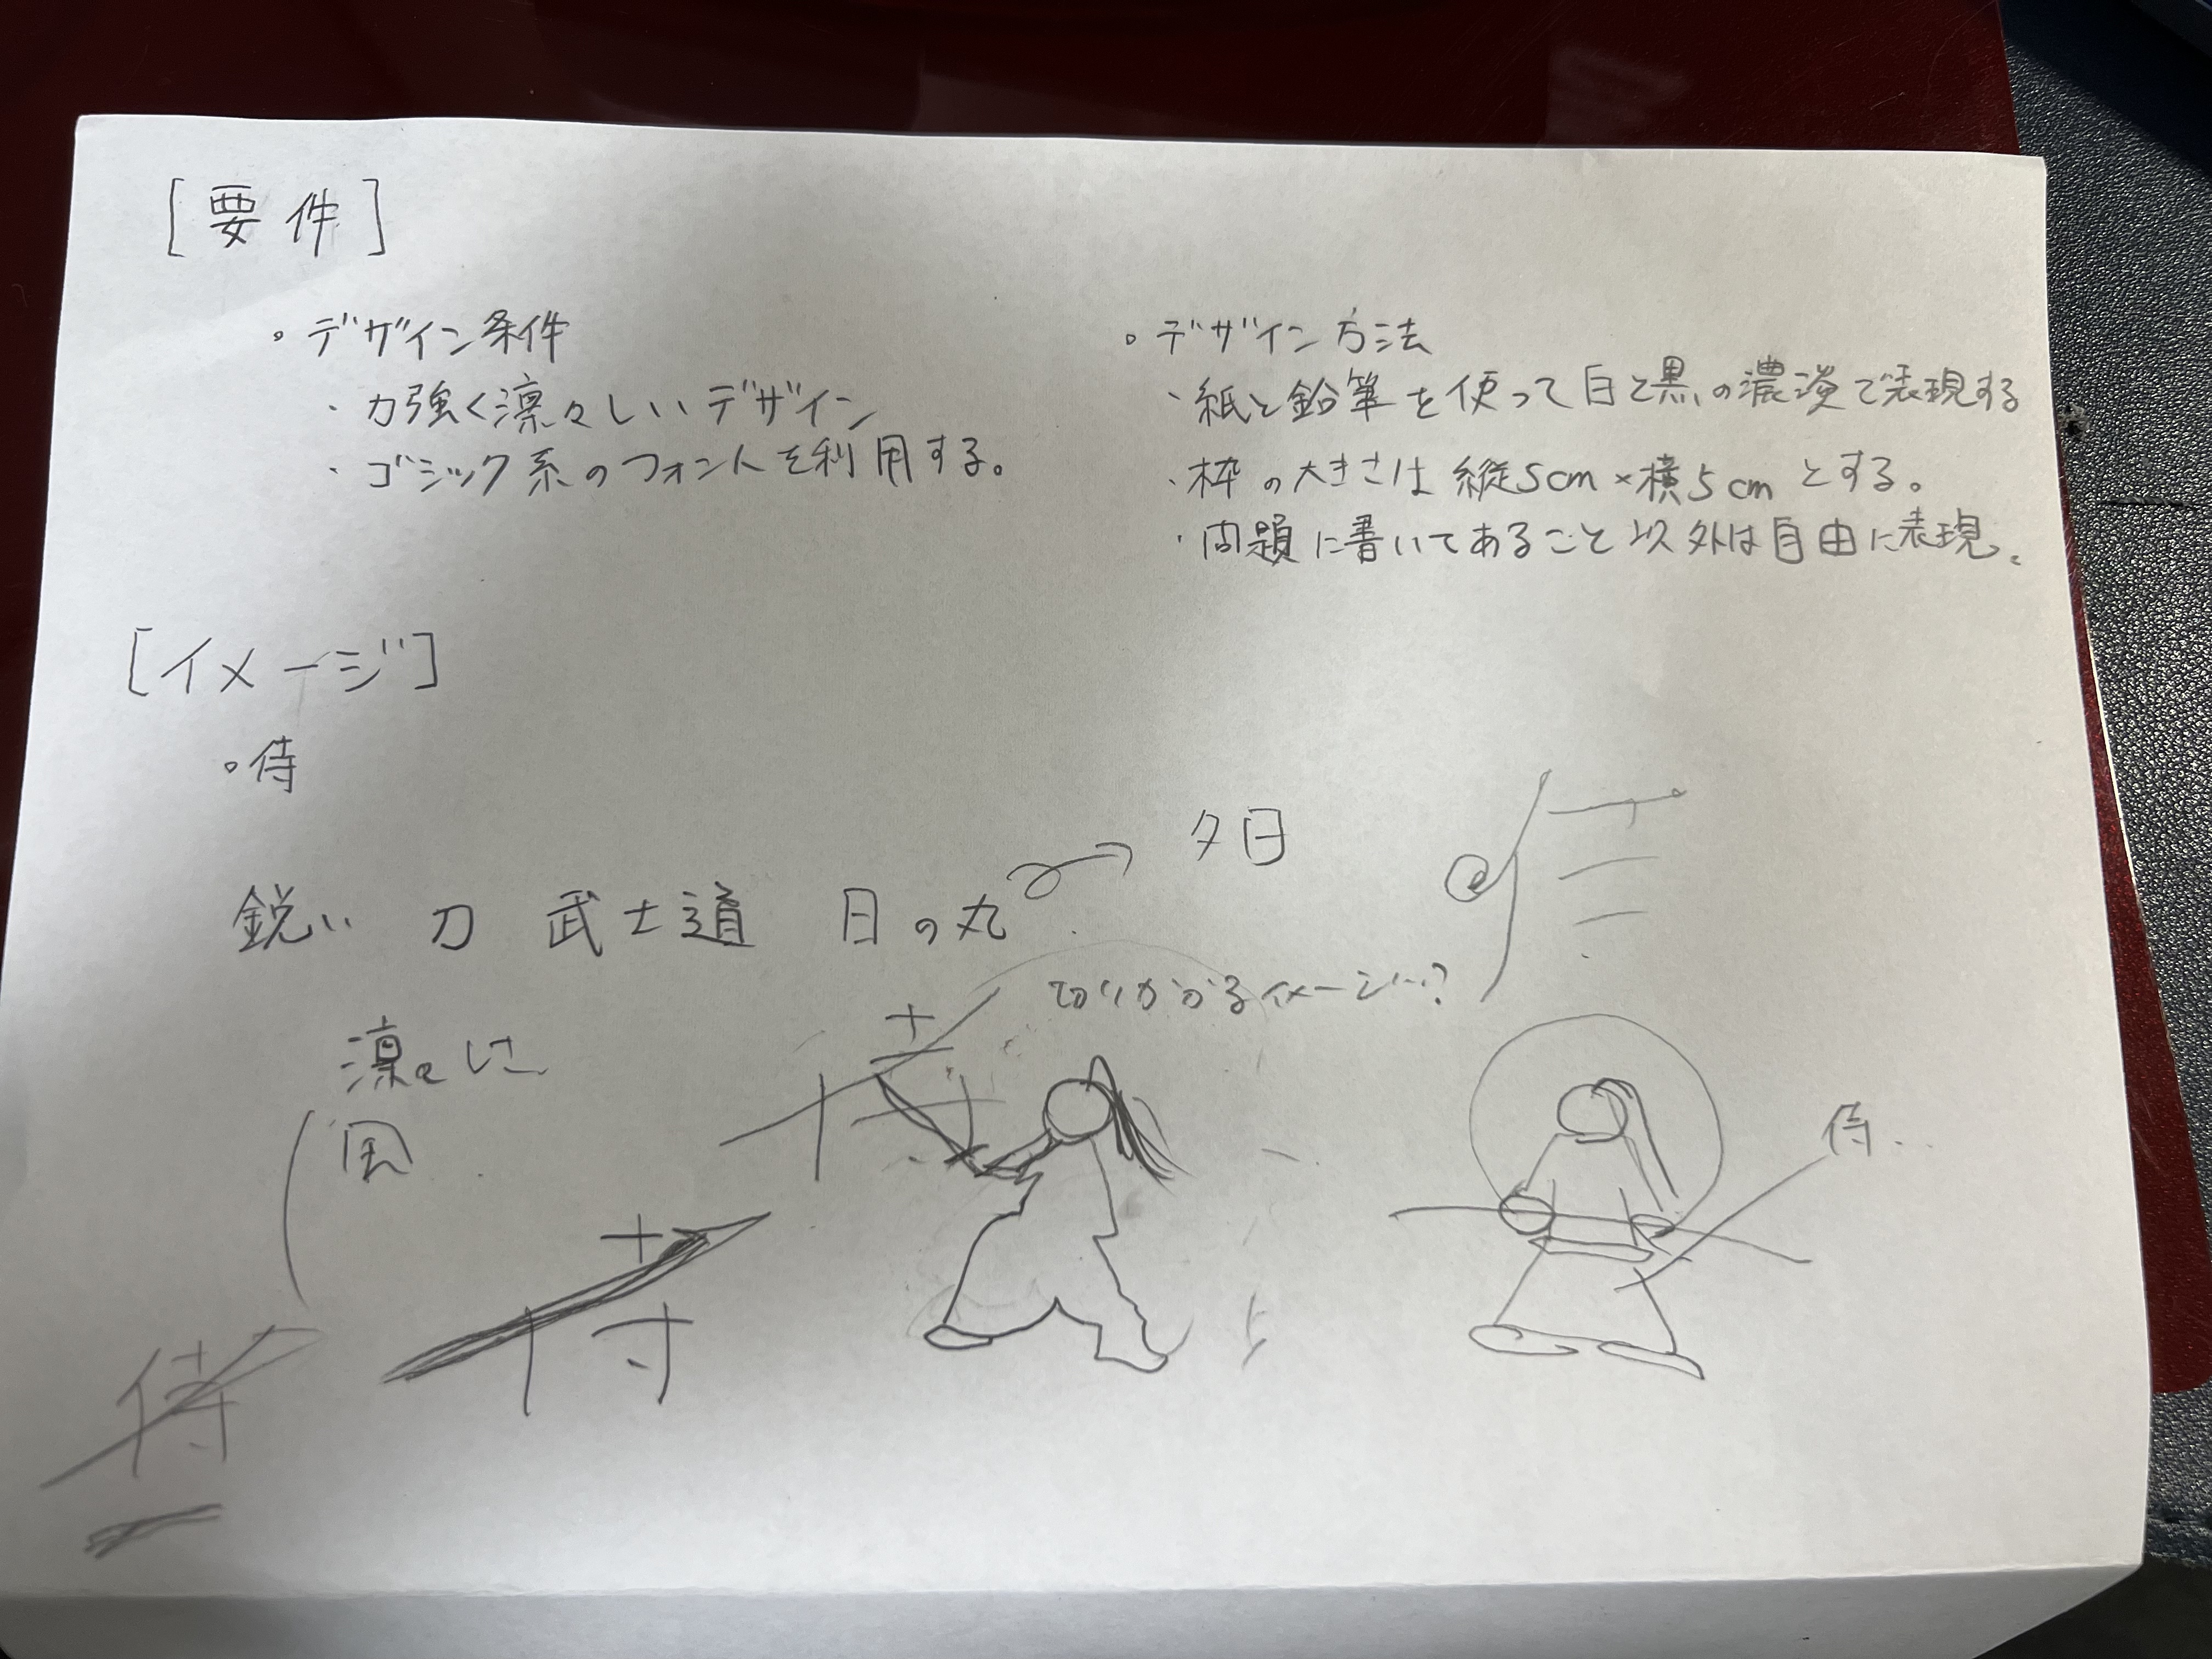 [要件]
。デザイン条件
・力強く凛々しいデザイン
・ゴシック系のフォントを利用する。
。デザイン方法
・紙と鉛筆を使って白と黒の濃淡で表現する
・枠の大きさは縦5cm×横5cmとする。
・問題に書いてあること以外は自由に表現。
[イメージ]
。侍
鋭い 刀 武士道 日の丸
夕日
切りかかるイメージ…?
凛々しさ
風
侍
侍
侍
侍…